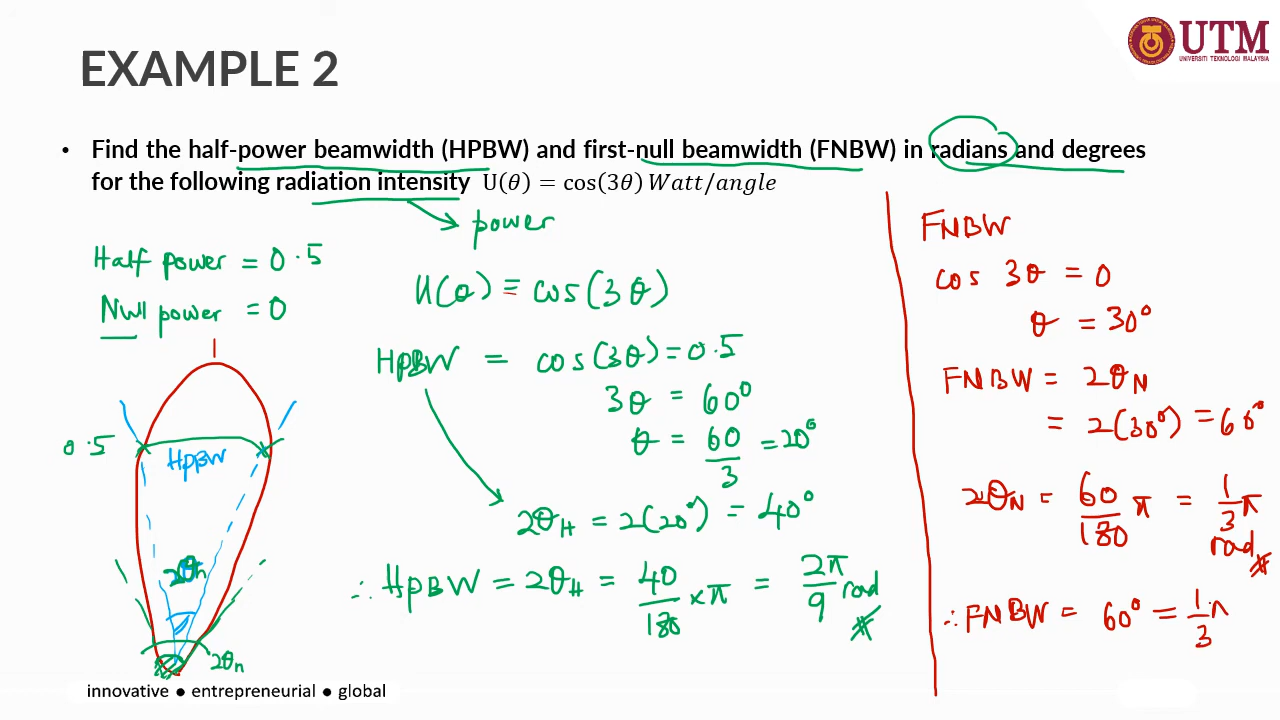 EXAMPLE 2
UTM
UNIVERSITI TEKNOLOGI MALAYSIA
• Find the half-power beamwidth (HPBW) and first-null beamwidth (FNBW) in radians and degrees
for the following radiation intensity U(θ) = cos(3θ) Watt/angle
power
Half power = 0.5
Null power = 0
0.5
HPBW
2θh
2θn
U(θ) = cos(3θ)
HPBW = cos(3θ) = 0.5
3θ = 60°
θ = 60/3 = 20°
2θH = 2(20°) = 40°
∴ HPBW = 2θH = 40/180 × π = 2π/9 rad
FNBW
cos 3θ = 0
θ = 30°
FNBW = 2θN
= 2(30°) = 60°
2θN = 60/180 π = 1/3 π rad
∴ FNBW = 60° = 1/3 π
innovative ● entrepreneurial ● global